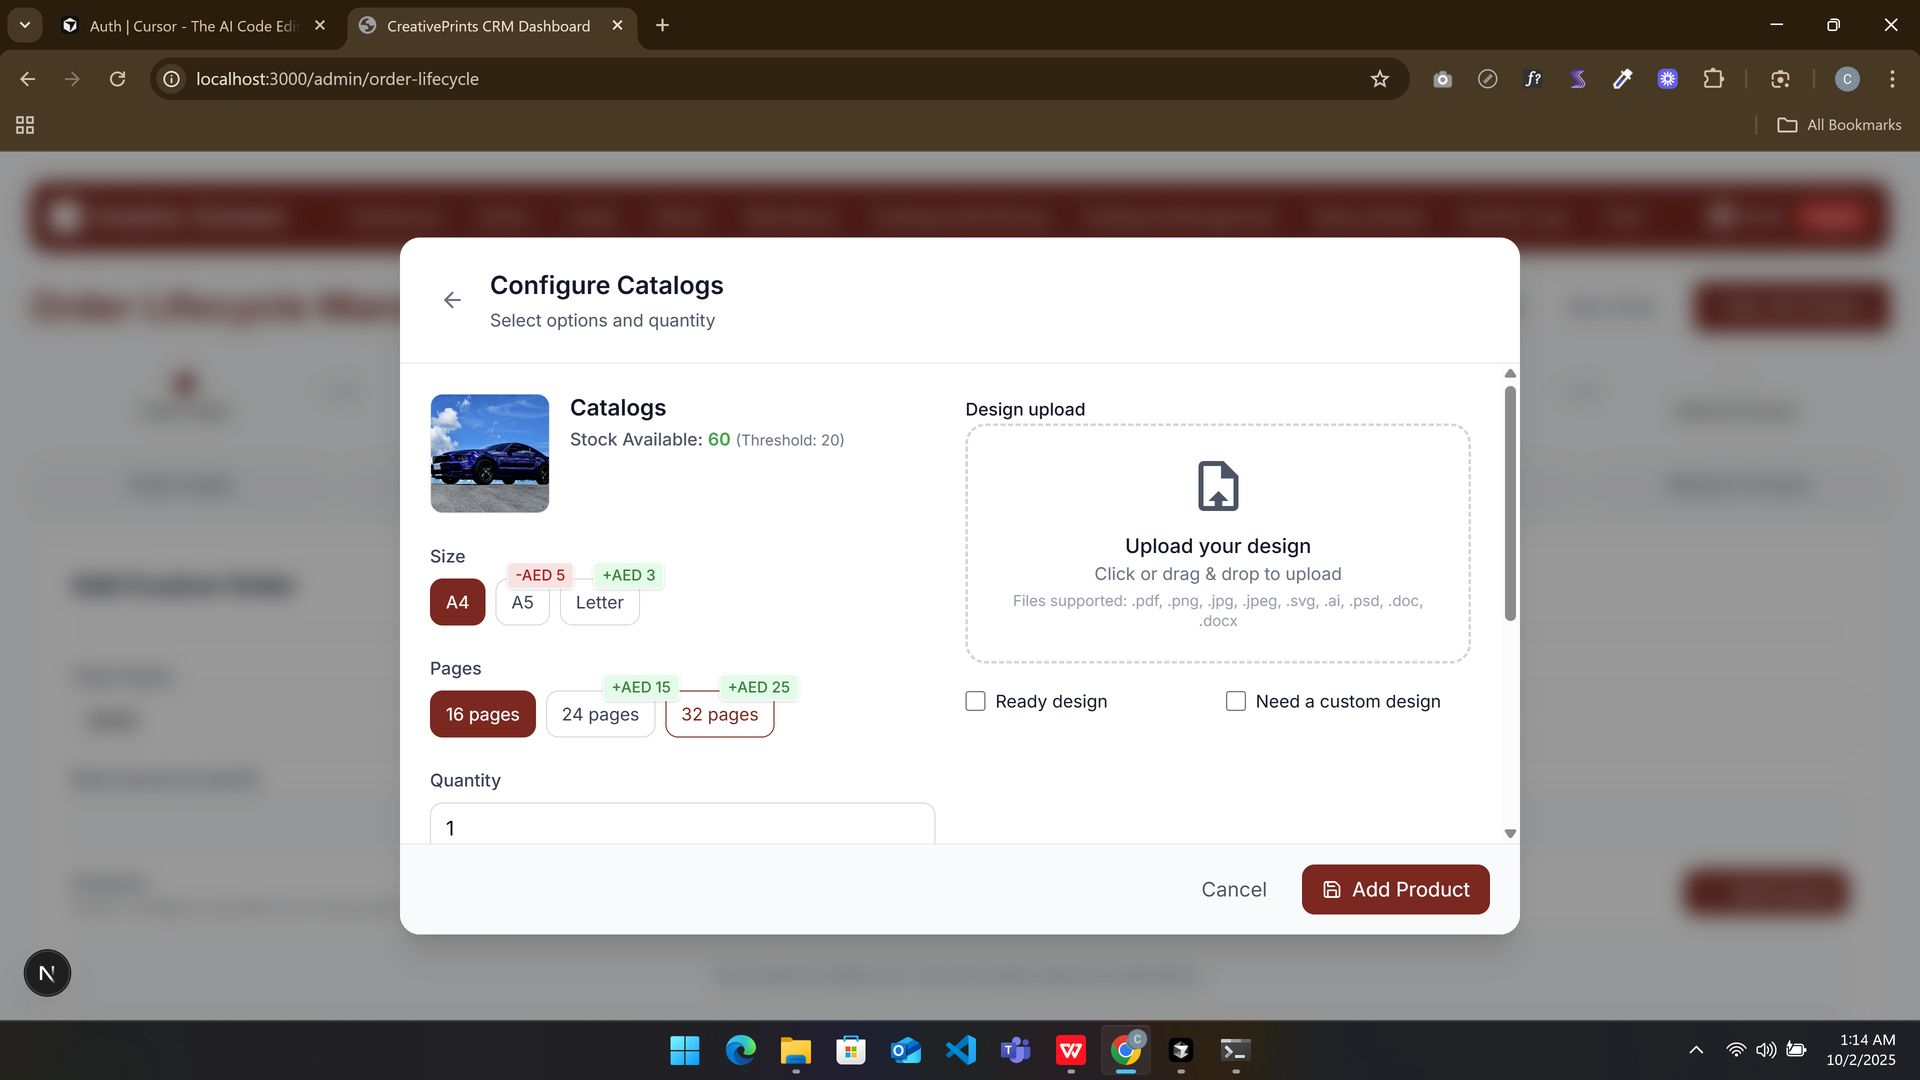 Auth | Cursor - The AI Code Edi
CreativePrints CRM Dashboard
localhost:3000/admin/order-lifecycle
f?
C
All Bookmarks
Configure Catalogs
Select options and quantity
Catalogs
Stock Available: 60 (Threshold: 20)
Size
-AED 5
+AED 3
A4
A5
Letter
Pages
+AED 15
+AED 25
16 pages
24 pages
32 pages
Quantity
1
Design upload
Upload your design
Click or drag & drop to upload
Files supported: .pdf, .png, .jpg, .jpeg, .svg, .ai, .psd, .doc,
.docx
Ready design
Need a custom design
Cancel
Add Product
N
1:14 AM
10/2/2025